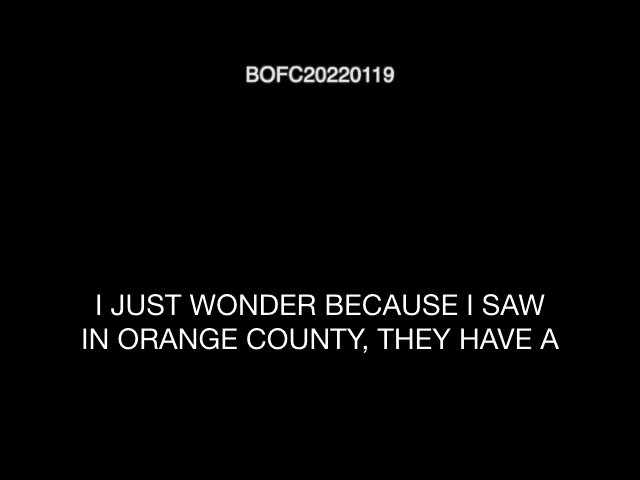 BOFC20220119
I JUST WONDER BECAUSE I SAW
IN ORANGE COUNTY, THEY HAVE A